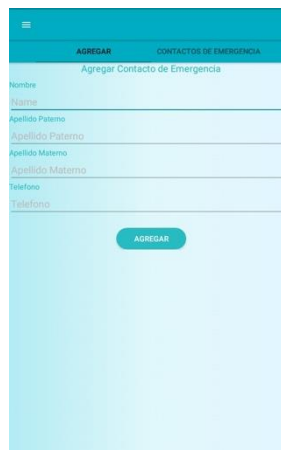 AGREGAR CONTACTOS DE EMERGENCIA
Agregar Contacto de Emergencia
Nombre
Name
Apellido Paterno
Apellido Paterno
Apellido Materno
Apellido Materno
Telefono
Telefono
AGREGAR